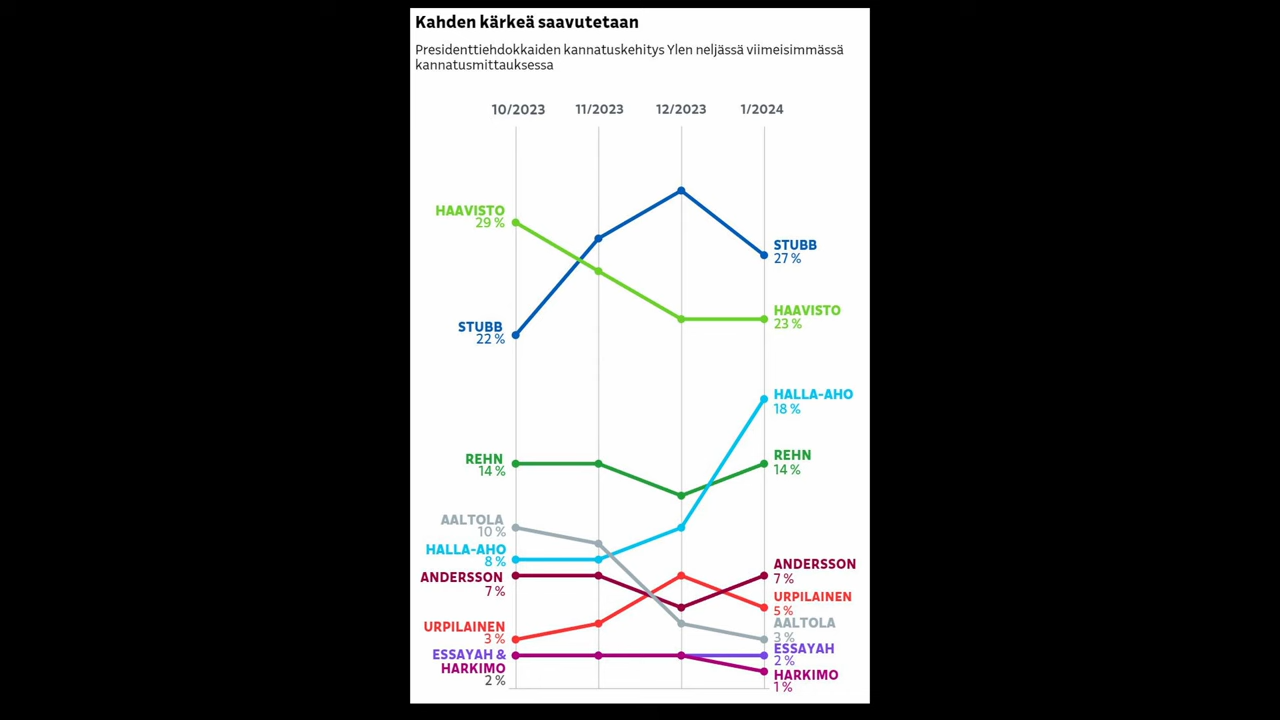 Kahden kärkeä saavutetaan
Presidenttiehdokkaiden kannatuskehitys Ylen neljässä viimeisimmässä
kannatusmittauksessa
10/2023 11/2023 12/2023 1/2024
HAAVISTO
29 %
STUBB
27 %
HAAVISTO
23 %
STUBB
22 %
HALLA-AHO
18 %
REHN
14 %
REHN
14 %
AALTOLA
10 %
HALLA-AHO
8 %
ANDERSSON
7 %
ANDERSSON
7 %
URPILAINEN
5 %
URPILAINEN
3 %
AALTOLA
3 %
ESSAYAH &
HARKIMO
2 %
ESSAYAH
2 %
HARKIMO
1 %